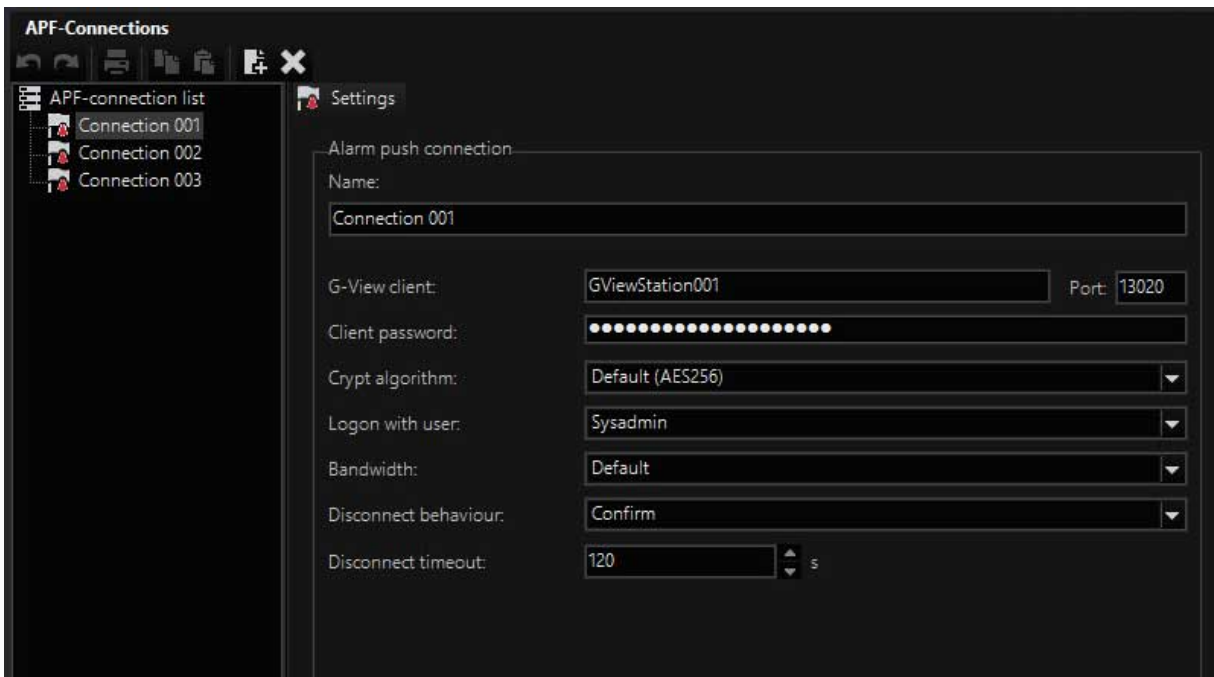 APF-Connections
APF-connection list
Connection 001
Connection 002
Connection 003
Settings
Alarm push connection
Name:
Connection 001
G-View client: GViewStation001 Port: 13020
Client password: ●●●●●●●●●●●●●●●●●●●●
Crypt algorithm: Default (AES256)
Logon with user: Sysadmin
Bandwidth: Default
Disconnect behaviour: Confirm
Disconnect timeout: 120 s